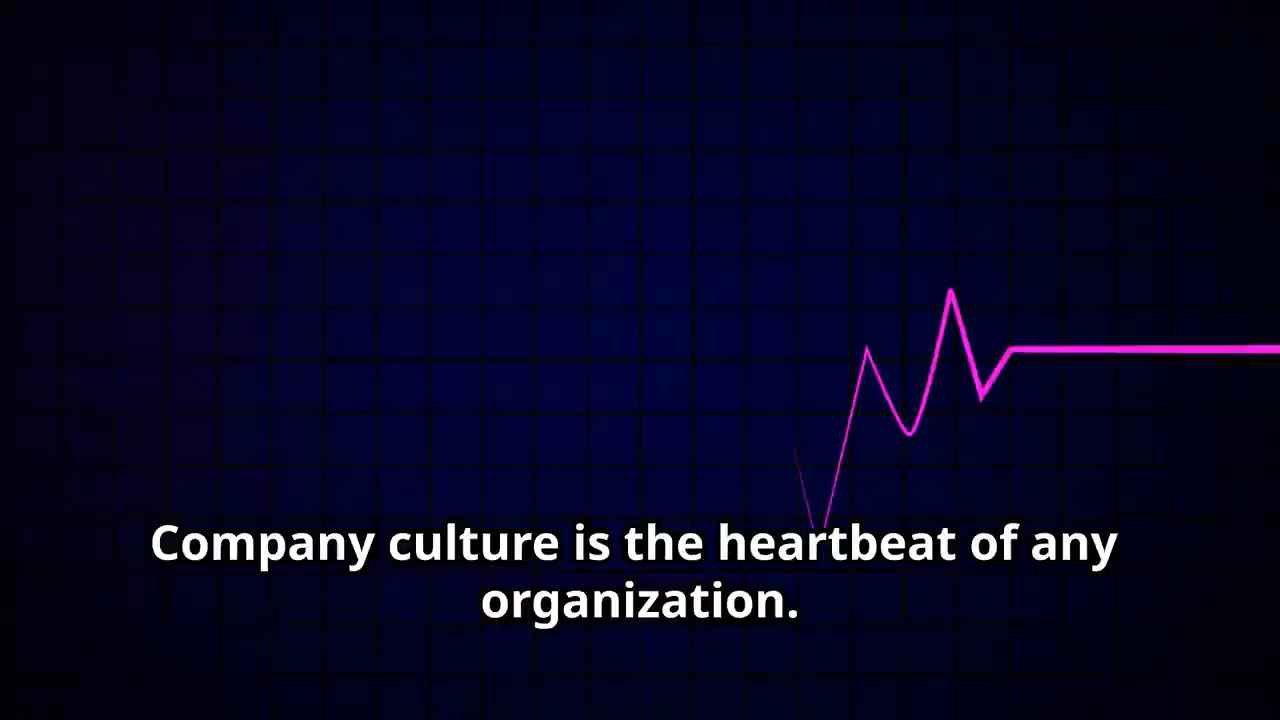 Company culture is the heartbeat of any
organization.